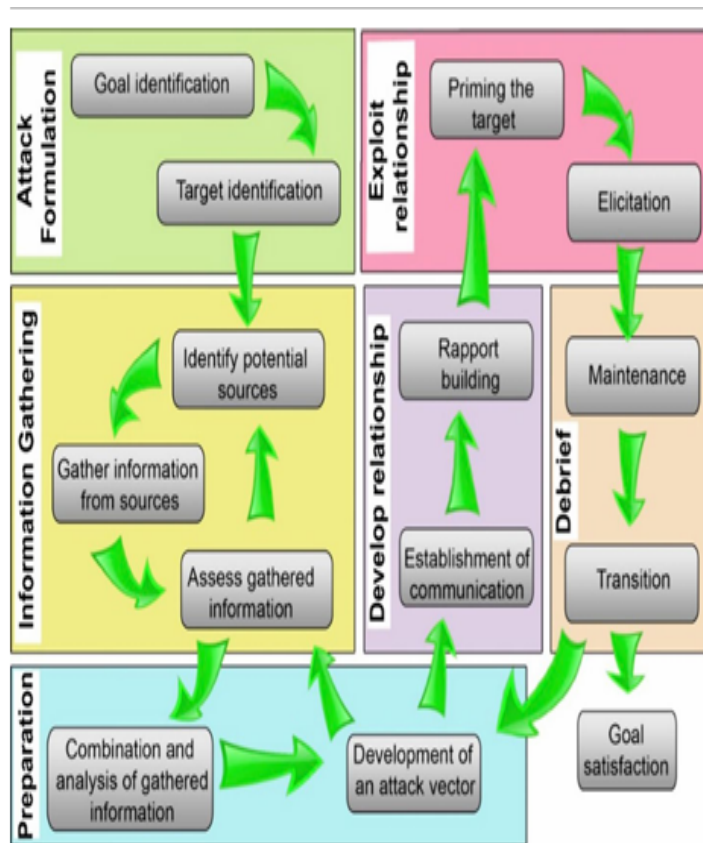 Attack
Formulation
Goal identification
Target identification
Exploit
relationship
Priming the
target
Elicitation
Information Gathering
Identify potential
sources
Gather information
from sources
Assess gathered
information
Develop relationship
Rapport
building
Establishment of
communication
Debrief
Maintenance
Transition
Preparation
Combination and
analysis of gathered
information
Development of
an attack vector
Goal
satisfaction